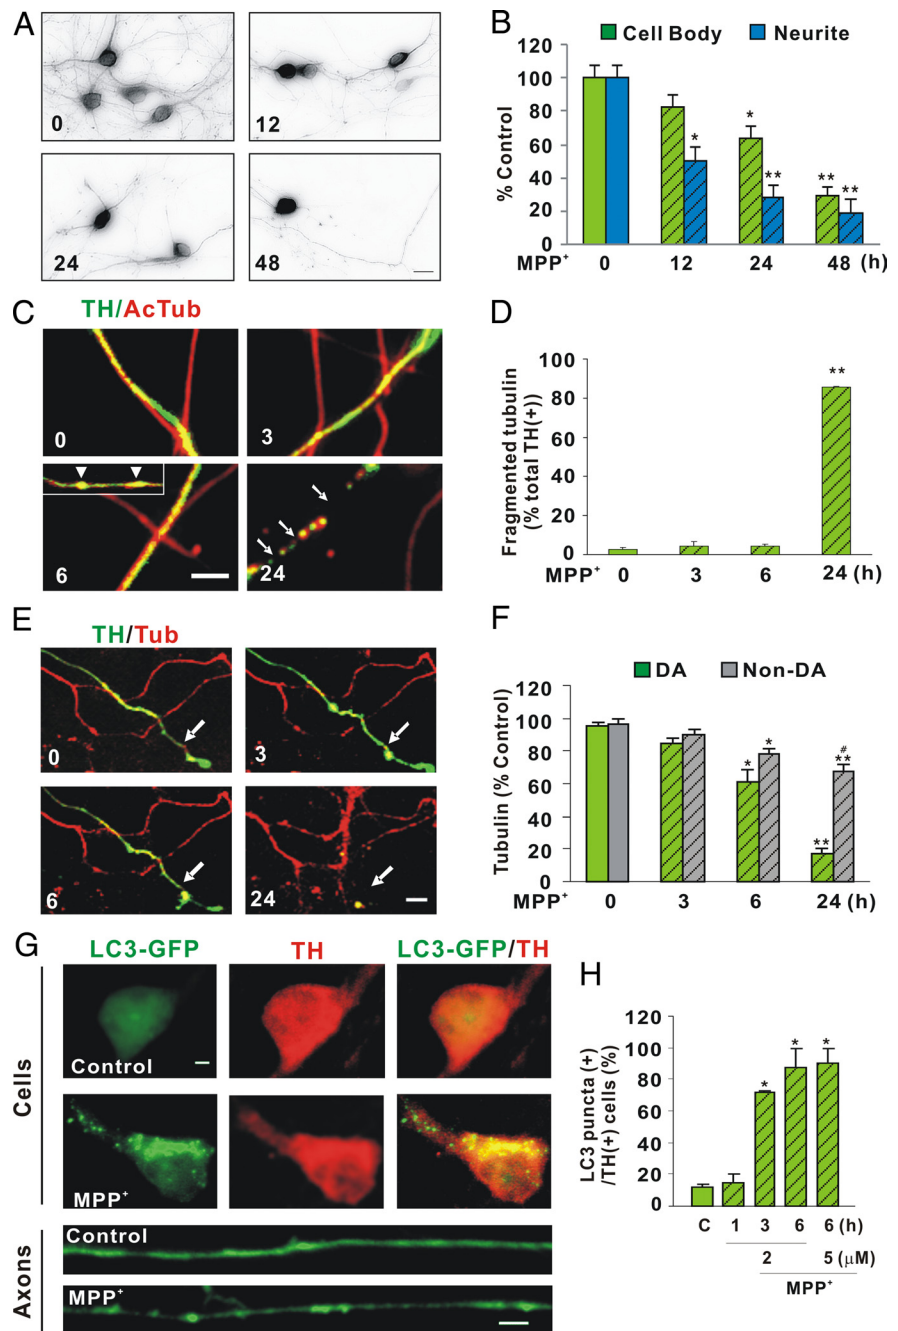 A
0
12
24
48
B
Cell Body
Neurite
% Control
120
100
80
60
40
20
0
*
*
**
**
**
MPP⁺
0 12 24 48 (h)
C
TH/AcTub
0
3
6
24
D
Fragmented tubulin
(% total TH(+))
100
80
60
40
20
0
**
MPP⁺
0 3 6 24 (h)
E
TH/Tub
0
3
6
24
F
DA
Non-DA
Tubulin (% Control)
120
100
80
60
40
20
0
*
*
**
#
**
MPP⁺
0 3 6 24 (h)
G
LC3-GFP
TH
LC3-GFP/TH
Cells
Control
MPP⁺
Axons
Control
MPP⁺
H
LC3 puncta (+)
/TH(+) cells (%)
120
100
80
60
40
20
0
*
*
*
C 1 3 6 6 (h)
2 5 (μM)
MPP⁺